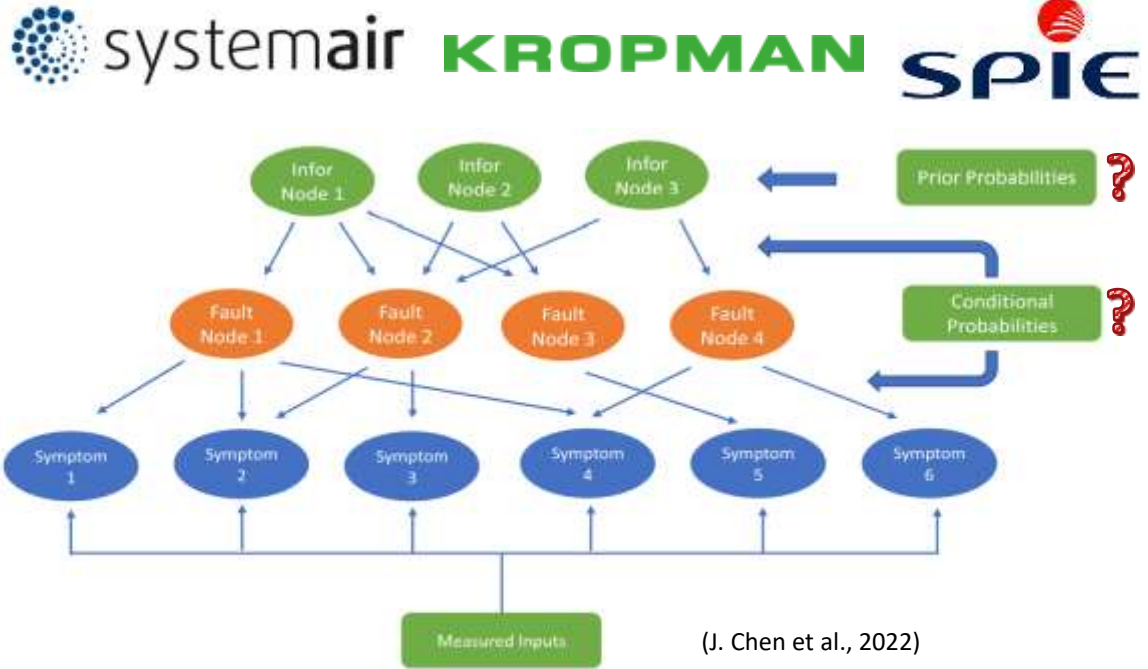 systemair
KROPMAN
SPIE
Infor
Node 1
Infor
Node 2
Infor
Node 3
Prior Probabilities
?
Fault
Node 1
Fault
Node 2
Fault
Node 3
Fault
Node 4
Conditional
Probabilities
?
Symptom
1
Symptom
2
Symptom
3
Symptom
4
Symptom
5
Symptom
6
Measured Inputs
(J. Chen et al., 2022)